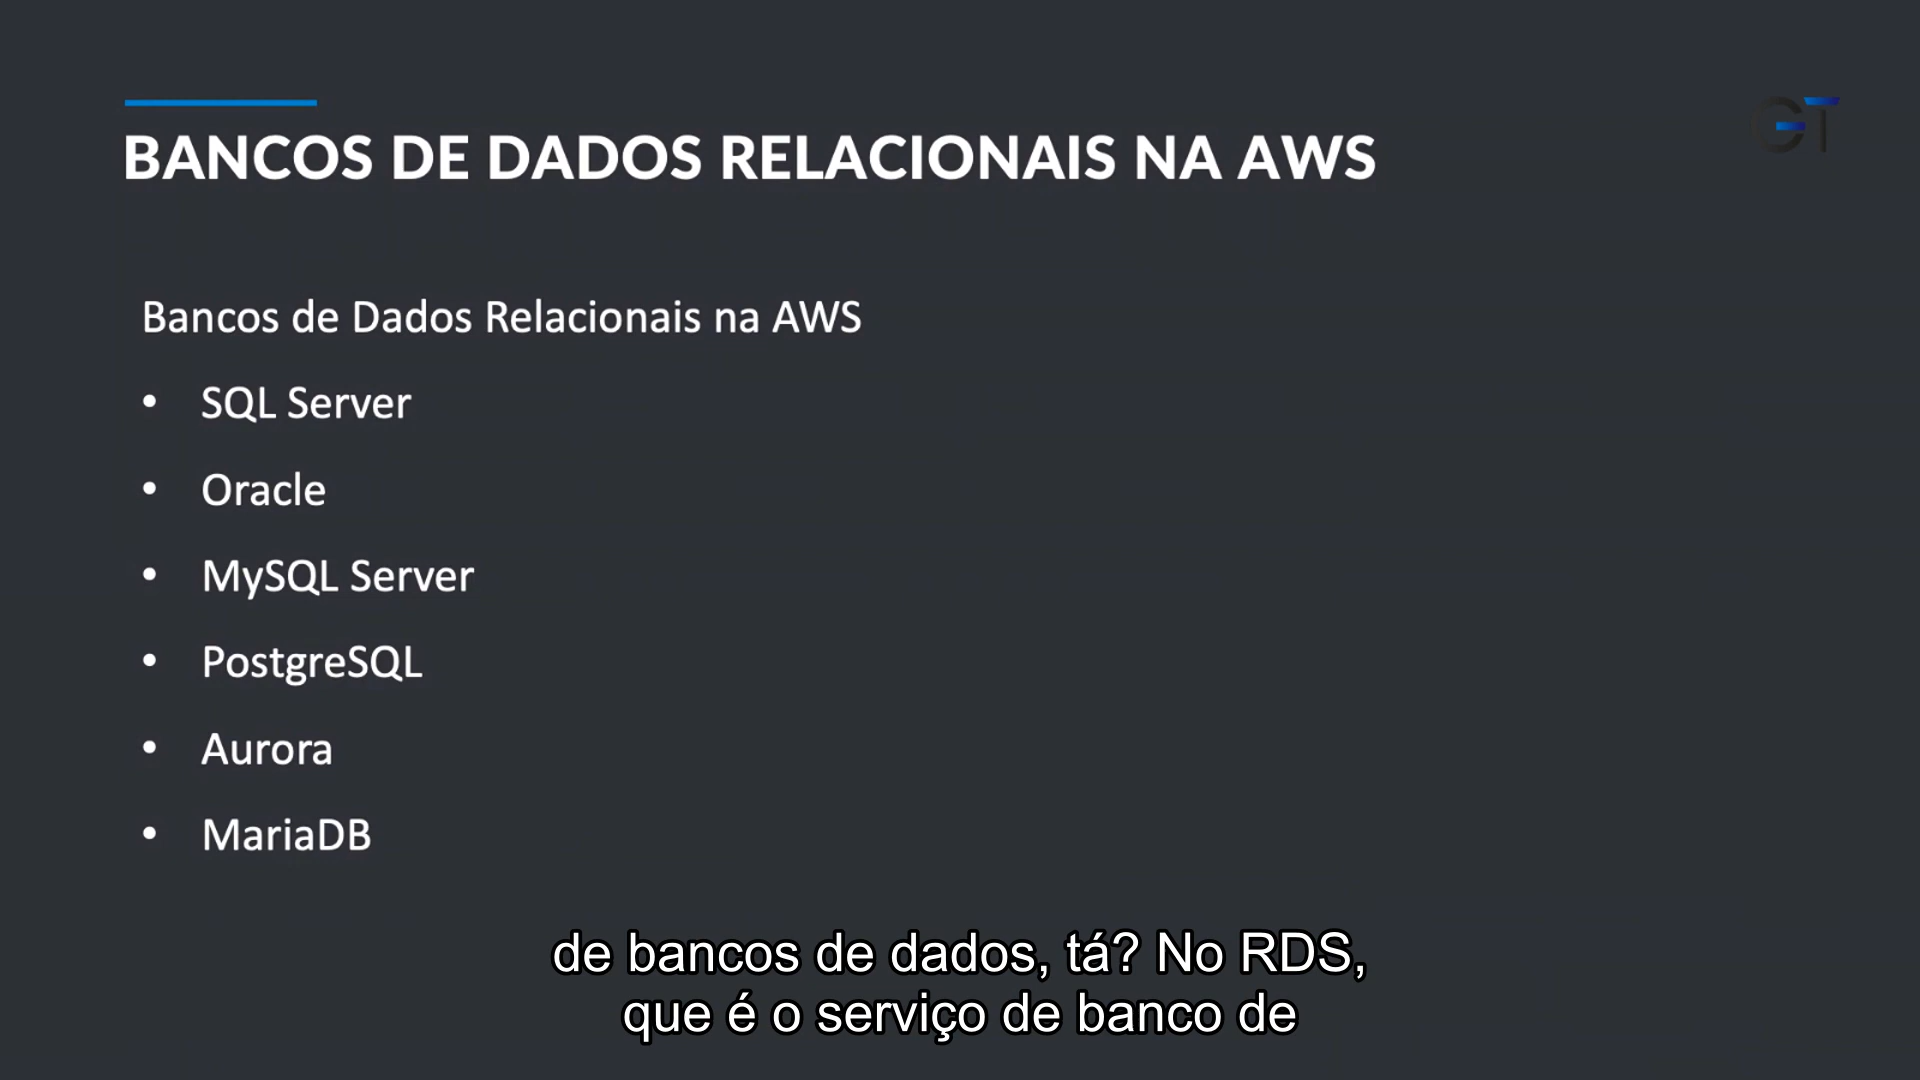 GT
BANCOS DE DADOS RELACIONAIS NA AWS
Bancos de Dados Relacionais na AWS
• SQL Server
• Oracle
• MySQL Server
• PostgreSQL
• Aurora
• MariaDB
de bancos de dados, tá? No RDS,
que é o serviço de banco de